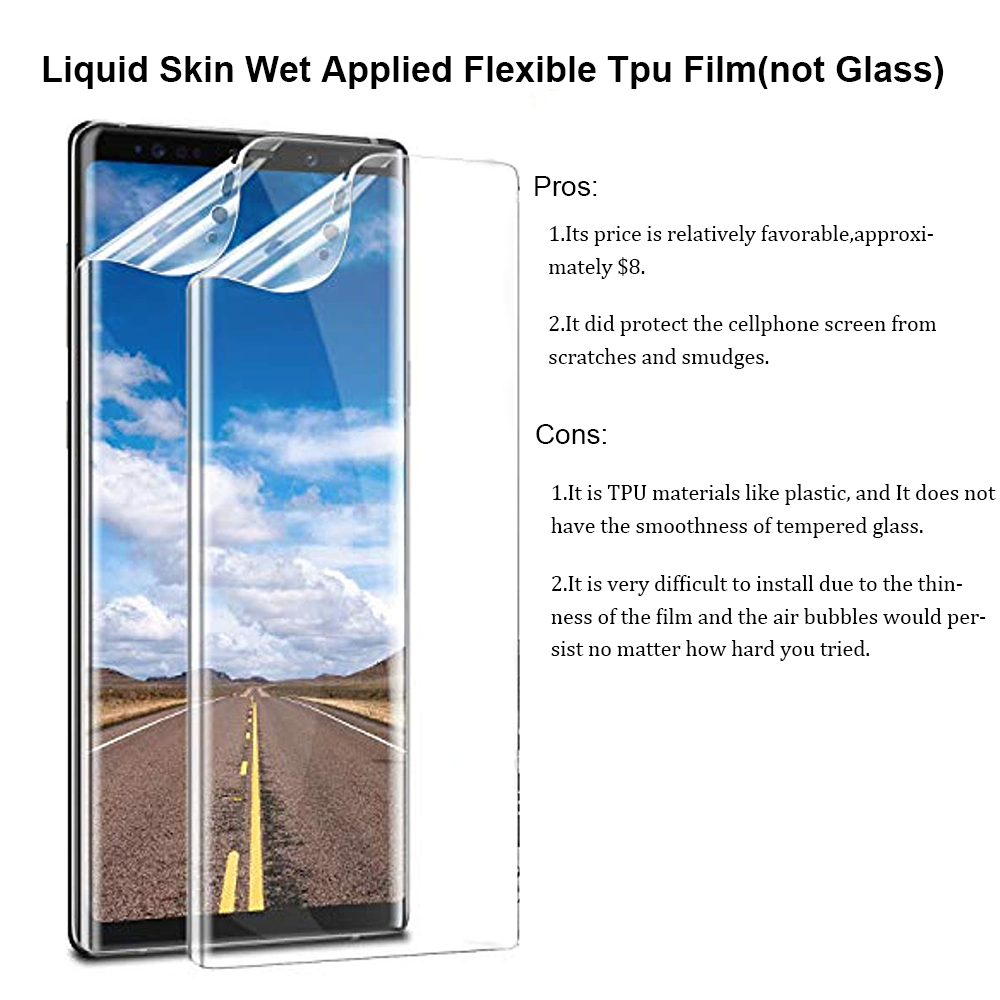 Liquid Skin Wet Applied Flexible Tpu Film(not Glass)
Pros:
1.Its price is relatively favorable,approxi-
mately $8.
2.It did protect the cellphone screen from
scratches and smudges.
Cons:
1.It is TPU materials like plastic, and It does not
have the smoothness of tempered glass.
2.It is very difficult to install due to the thin-
ness of the film and the air bubbles would per-
sist no matter how hard you tried.